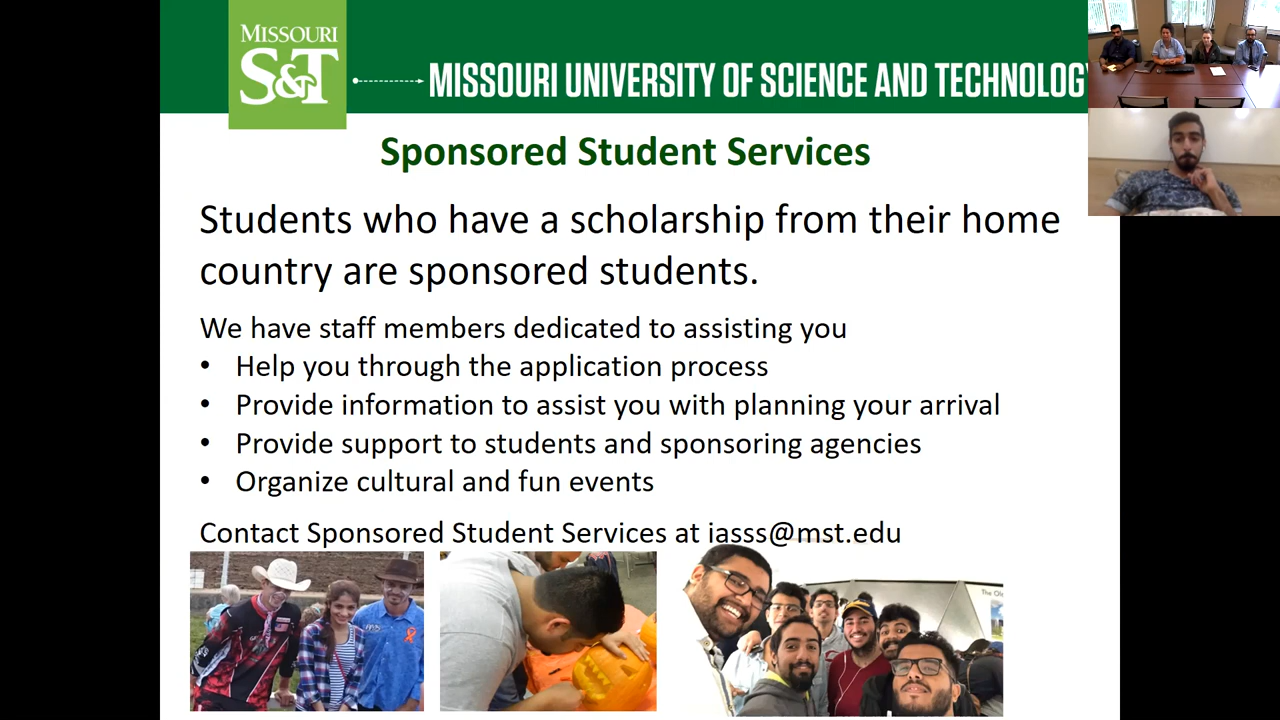 MISSOURI
S&T
MISSOURI UNIVERSITY OF SCIENCE AND TECHNOLOGY
Sponsored Student Services
Students who have a scholarship from their home
country are sponsored students.
We have staff members dedicated to assisting you
• Help you through the application process
• Provide information to assist you with planning your arrival
• Provide support to students and sponsoring agencies
• Organize cultural and fun events
Contact Sponsored Student Services at iasss@mst.edu
The Ol